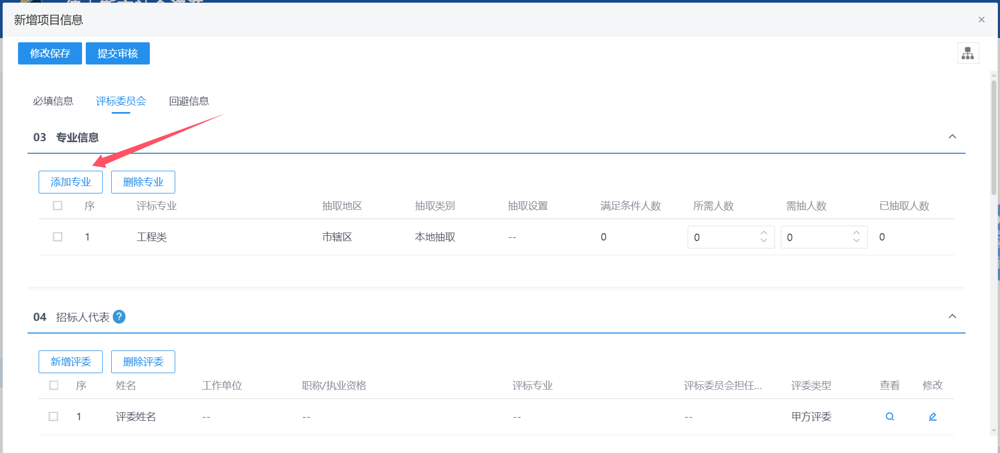 新增项目信息
修改保存 提交审核
必填信息 评标委员会 回避信息
03 专业信息
添加专业 删除专业
序 评标专业 抽取地区 抽取类别 抽取设置 满足条件人数 所需人数 需抽人数 已抽取人数
1 工程类 市辖区 本地抽取 -- 0 0 0 0
04 招标人代表 ?
新增评委 删除评委
序 姓名 工作单位 职称/执业资格 评标专业 评标委员会担任... 评委类型 查看 修改
1 评委姓名 -- -- -- -- 甲方评委